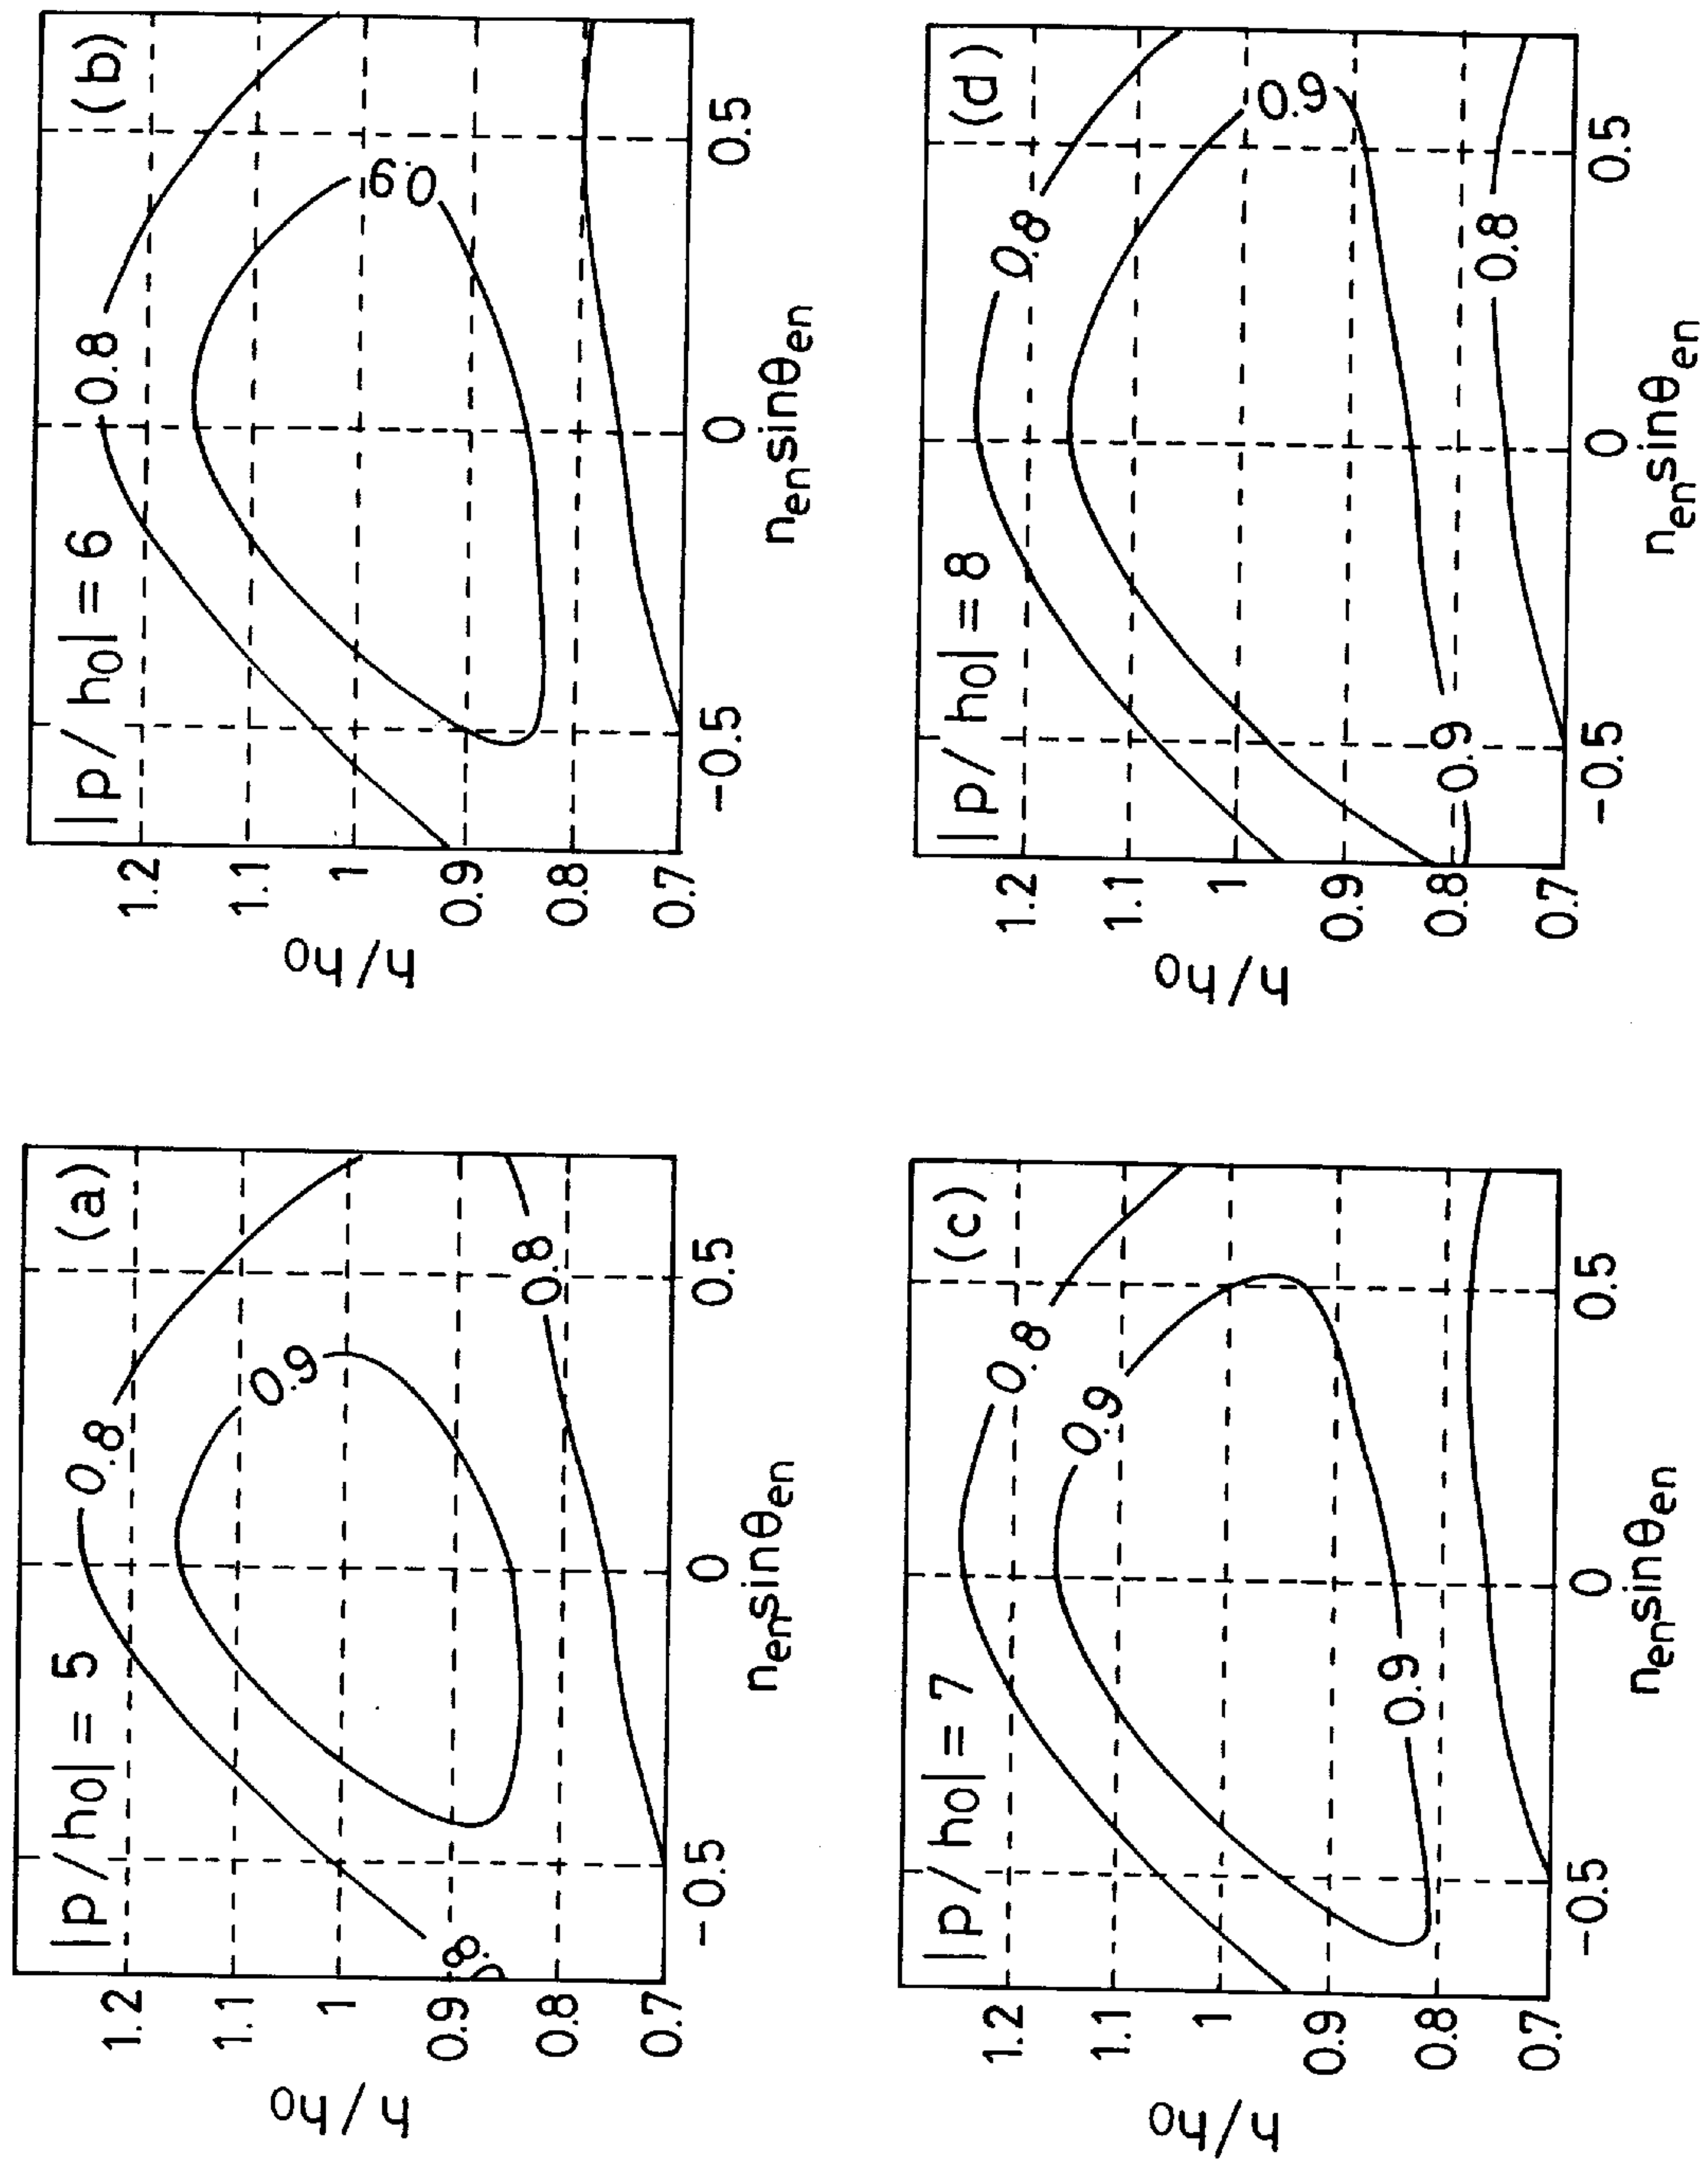 |p/h₀| = 5 (a)
1.2
1.1
1
0.9
0.8
0.7
h/h₀
0.8
0.9
0.8
.8
-0.5 0 0.5
nₑₙsinθₑₙ
|p/h₀| = 6 (b)
1.2
1.1
1
0.9
0.8
0.7
h/h₀
0.8
0.9
-0.5 0 0.5
nₑₙsinθₑₙ
|p/h₀| = 7 (c)
1.2
1.1
1
0.9
0.8
0.7
h/h₀
0.8
0.9
0.9
-0.5 0 0.5
nₑₙsinθₑₙ
|p/h₀| = 8 (d)
1.2
1.1
1
0.9
0.8
0.7
h/h₀
0.8
0.9
0.9
0.8
-0.5 0 0.5
nₑₙsinθₑₙ